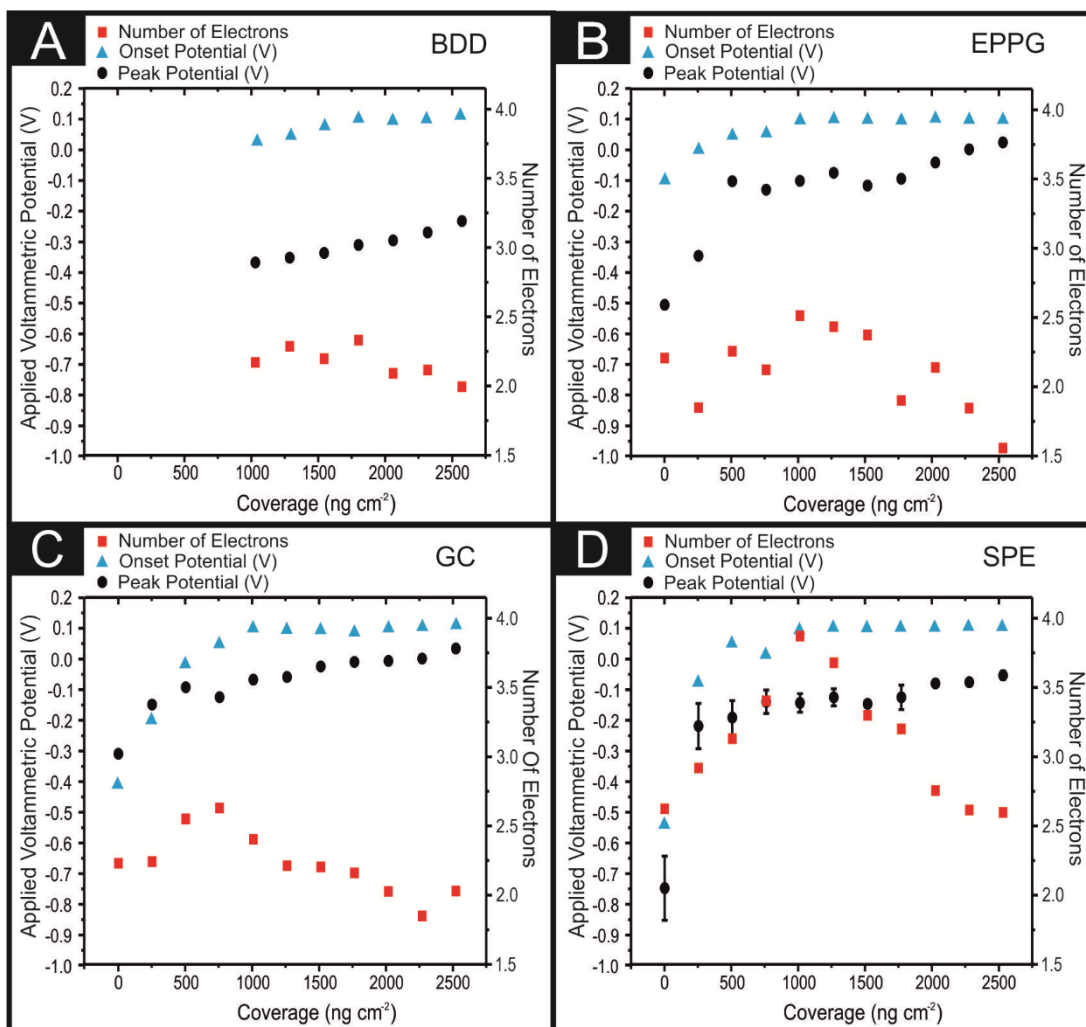 A
Number of Electrons
Onset Potential (V)
Peak Potential (V)
BDD
Applied Voltammetric Potential (V)
0.2
0.1
0.0
-0.1
-0.2
-0.3
-0.4
-0.5
-0.6
-0.7
-0.8
-0.9
-1.0
4.0
3.5
3.0
2.5
2.0
1.5
Number of Electrons
0 500 1000 1500 2000 2500
Coverage (ng cm⁻²)
B
Number of Electrons
Onset Potential (V)
Peak Potential (V)
EPPG
Applied Voltammetric Potential (V)
0.2
0.1
0.0
-0.1
-0.2
-0.3
-0.4
-0.5
-0.6
-0.7
-0.8
-0.9
-1.0
4.0
3.5
3.0
2.5
2.0
1.5
Number of Electrons
0 500 1000 1500 2000 2500
Coverage (ng cm⁻²)
C
Number of Electrons
Onset Potential (V)
Peak Potential (V)
GC
Applied Voltammetric Potential (V)
0.2
0.1
0.0
-0.1
-0.2
-0.3
-0.4
-0.5
-0.6
-0.7
-0.8
-0.9
-1.0
4.0
3.5
3.0
2.5
2.0
1.5
Number Of Electrons
0 500 1000 1500 2000 2500
Coverage (ng cm⁻²)
D
Number of Electrons
Onset Potential (V)
Peak Potential (V)
SPE
Applied Voltammetric Potential (V)
0.2
0.1
0.0
-0.1
-0.2
-0.3
-0.4
-0.5
-0.6
-0.7
-0.8
-0.9
-1.0
4.0
3.5
3.0
2.5
2.0
1.5
Number of Electrons
0 500 1000 1500 2000 2500
Coverage (ng cm⁻²)